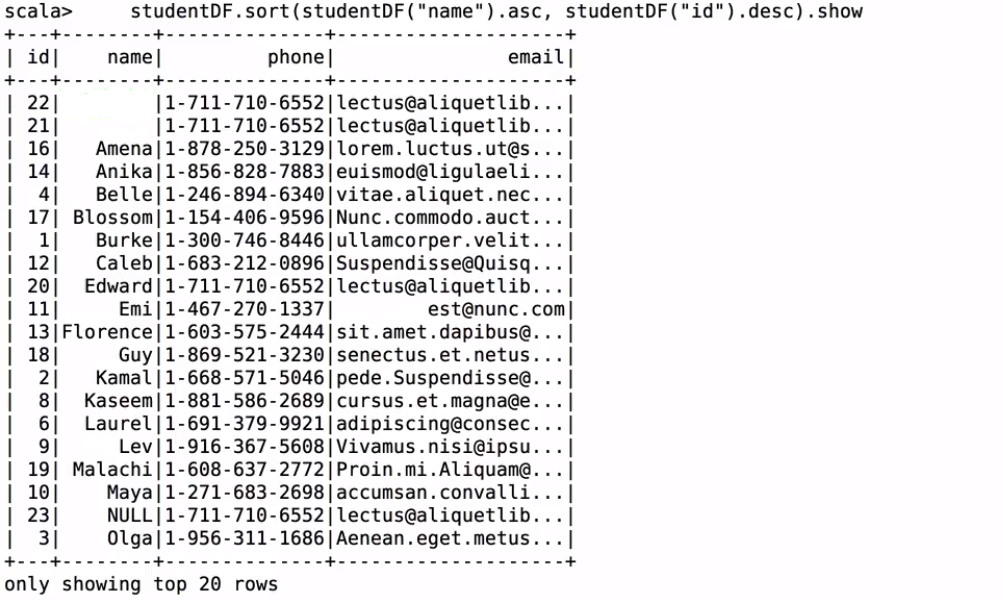 scala>     studentDF.sort(studentDF("name").asc, studentDF("id").desc).show
+---+--------+--------------+--------------------+
| id|    name|         phone|               email|
+---+--------+--------------+--------------------+
| 22|        |1-711-710-6552|lectus@aliquetlib...|
| 21|        |1-711-710-6552|lectus@aliquetlib...|
| 16|   Amena|1-878-250-3129|lorem.luctus.ut@s...|
| 14|   Anika|1-856-828-7883|euismod@ligulaeli...|
|  4|   Belle|1-246-894-6340|vitae.aliquet.nec...|
| 17| Blossom|1-154-406-9596|Nunc.commodo.auct...|
|  1|   Burke|1-300-746-8446|ullamcorper.velit...|
| 12|   Caleb|1-683-212-0896|Suspendisse@Quisq...|
| 20|  Edward|1-711-710-6552|lectus@aliquetlib...|
| 11|     Emi|1-467-270-1337|        est@nunc.com|
| 13|Florence|1-603-575-2444|sit.amet.dapibus@...|
| 18|     Guy|1-869-521-3230|senectus.et.netus...|
|  2|   Kamal|1-668-571-5046|pede.Suspendisse@...|
|  8|  Kaseem|1-881-586-2689|cursus.et.magna@e...|
|  6|  Laurel|1-691-379-9921|adipiscing@consec...|
|  9|     Lev|1-916-367-5608|Vivamus.nisi@ipsu...|
| 19| Malachi|1-608-637-2772|Proin.mi.Aliquam@...|
| 10|    Maya|1-271-683-2698|accumsan.convalli...|
| 23|    NULL|1-711-710-6552|lectus@aliquetlib...|
|  3|    Olga|1-956-311-1686|Aenean.eget.metus...|
+---+--------+--------------+--------------------+
only showing top 20 rows